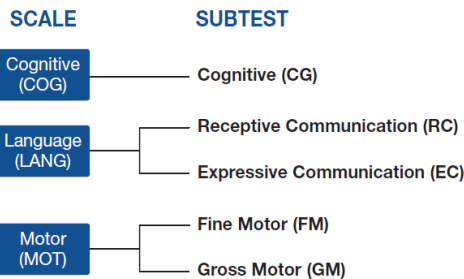 SCALE SUBTEST
Cognitive
(COG)
Cognitive (CG)
Language
(LANG)
Receptive Communication (RC)
Expressive Communication (EC)
Motor
(MOT)
Fine Motor (FM)
Gross Motor (GM)